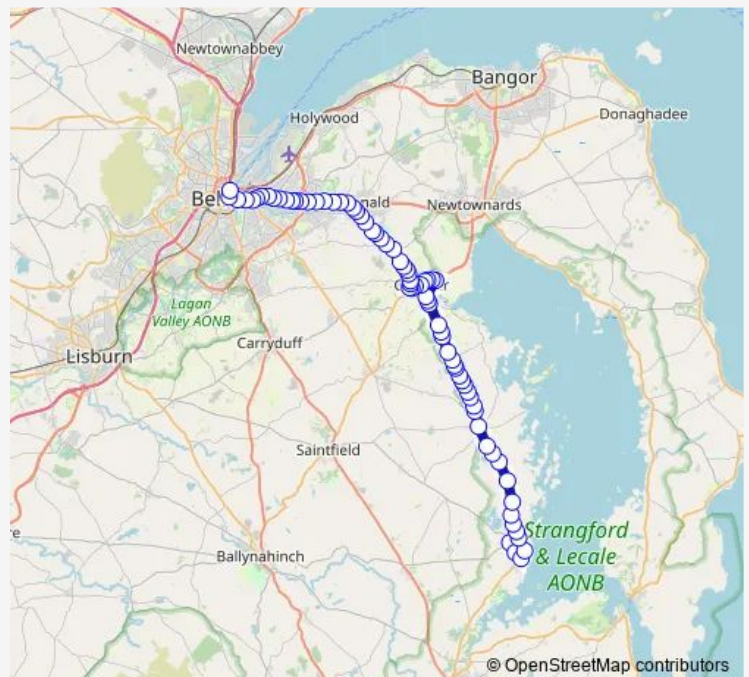 Newtownabbey
Bangor
Holywood
Donaghadee
Newtownards
Lagan
Valley AONB
Lisburn
Carryduff
Saintfield
Strangford
& Lecale
AONB
Ballynahinch
© OpenStreetMap contributors